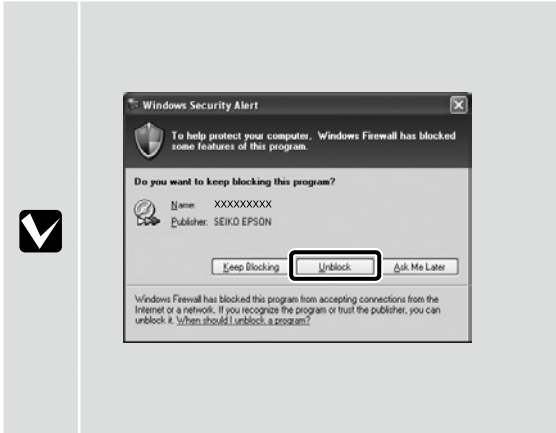 Windows Security Alert
To help protect your computer, Windows Firewall has blocked
some features of this program.
Do you want to keep blocking this program?
Name: XXXXXXXXX
Publisher: SEIKO EPSON
Keep Blocking
Unblock
Ask Me Later
Windows Firewall has blocked this program from accepting connections from the
Internet or a network. If you recognize the program or trust the publisher, you can
unblock it. When should I unblock a program?